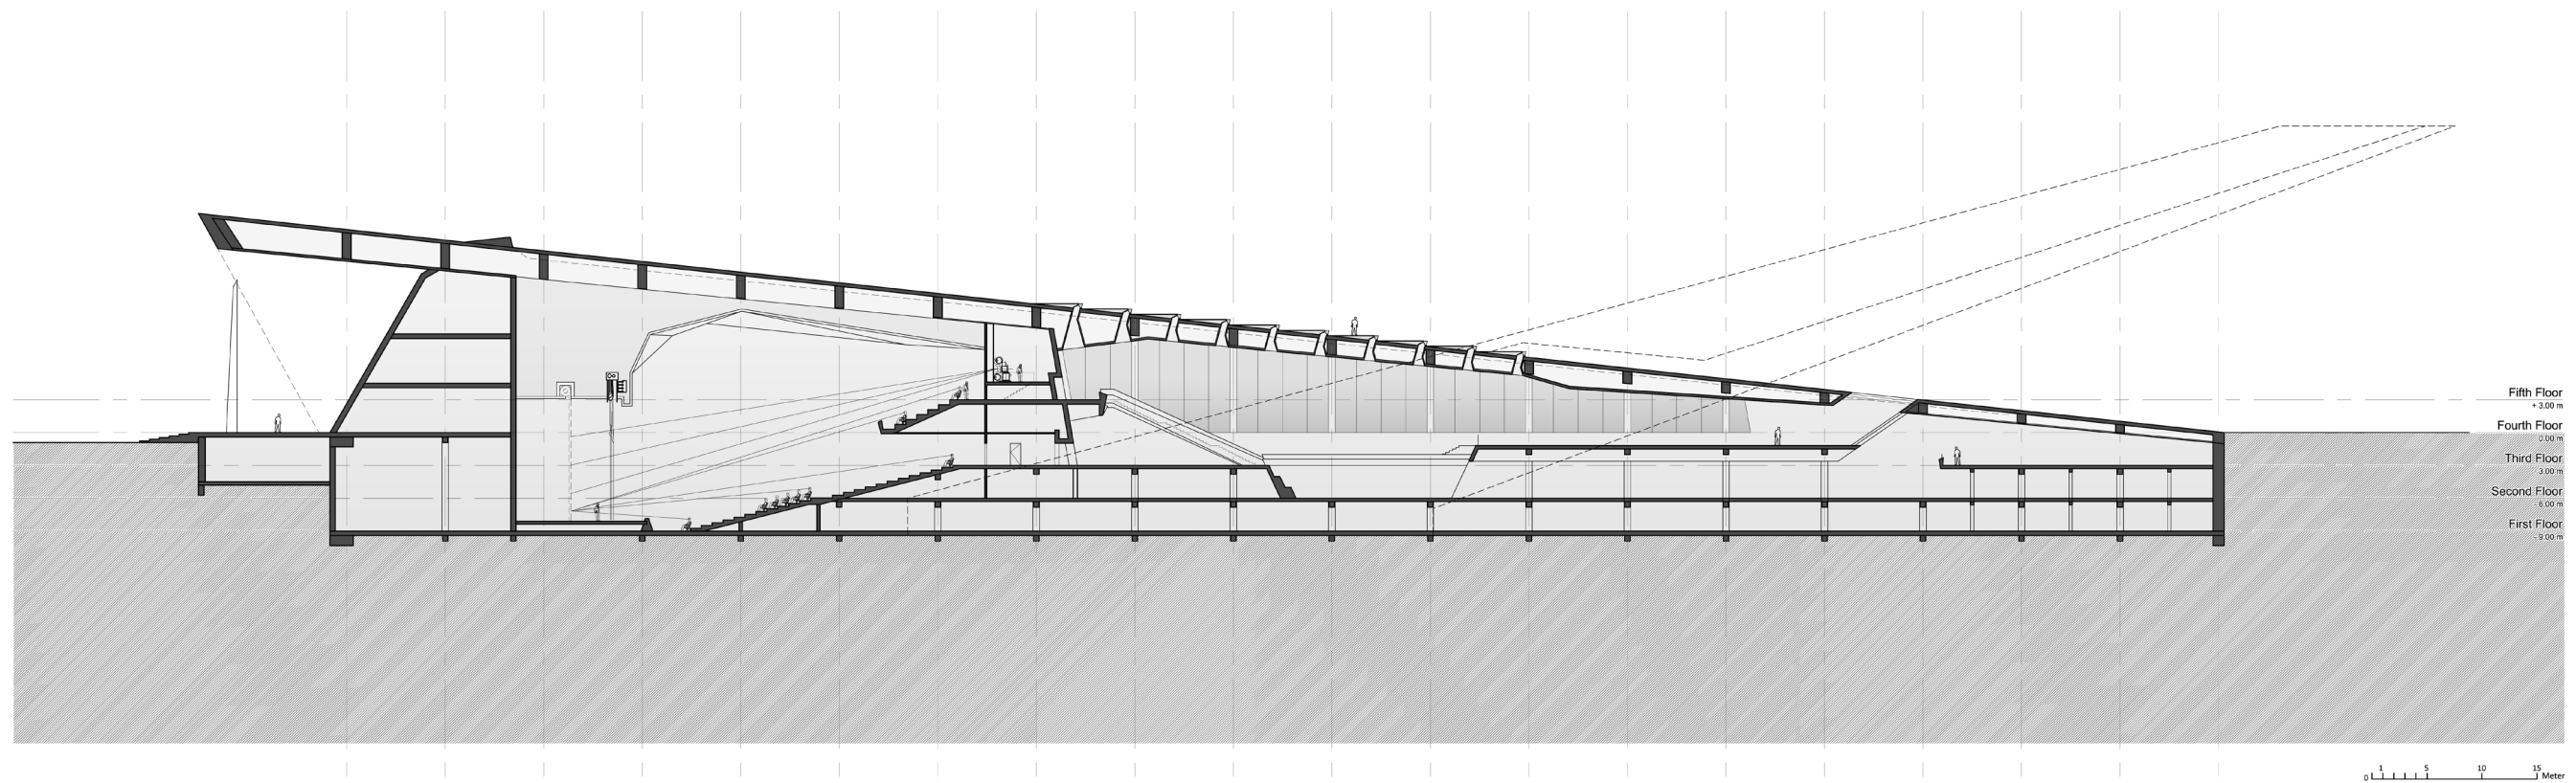 Fifth Floor
+ 3.00 m
Fourth Floor
0.00 m
Third Floor
- 3.00 m
Second Floor
- 6.00 m
First Floor
- 9.00 m
0 1 5 10 15 Meter